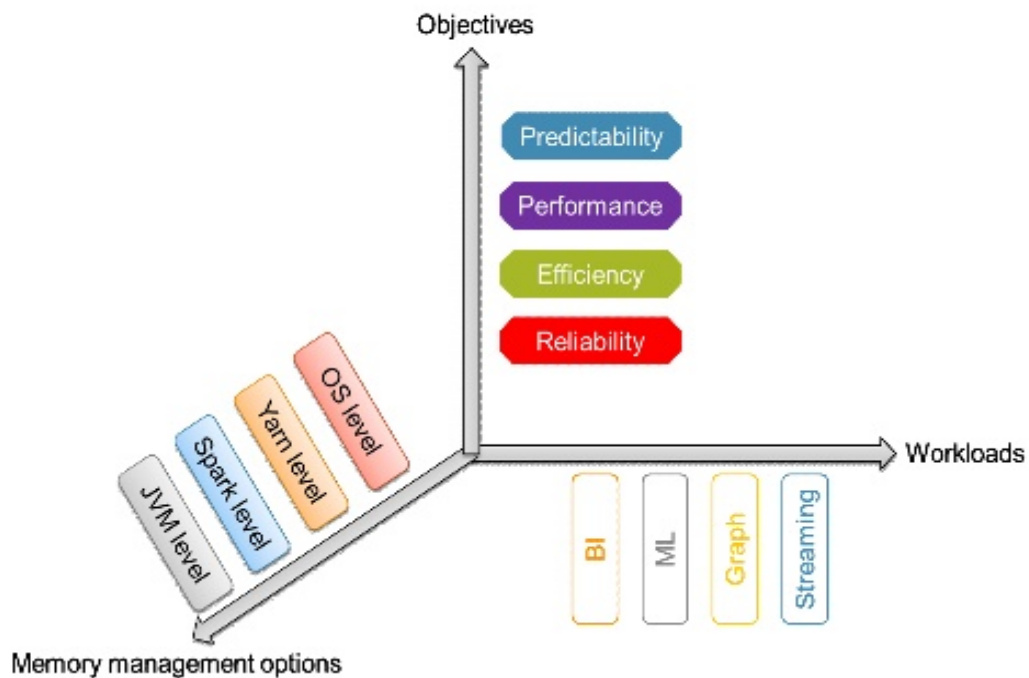 Objectives
Predictability
Performance
Efficiency
Reliability
OS level
Yarn level
Spark level
JVM level
Workloads
BI
ML
Graph
Streaming
Memory management options